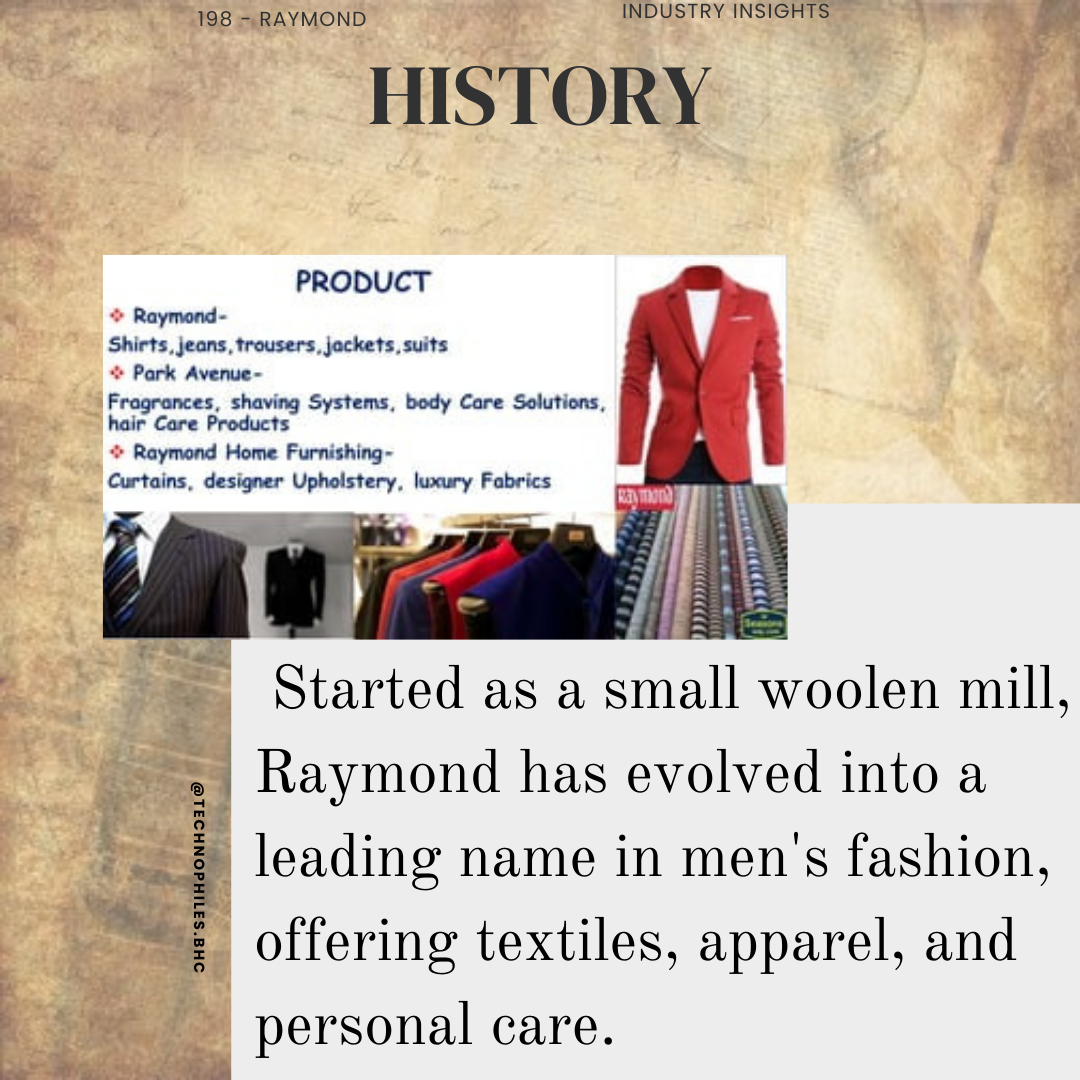 198 - RAYMOND
INDUSTRY INSIGHTS
HISTORY
PRODUCT
❖ Raymond-
Shirts,jeans,trousers,jackets,suits
❖ Park Avenue-
Fragrances, shaving Systems, body Care Solutions,
hair Care Products
❖ Raymond Home Furnishing-
Curtains, designer Upholstery, luxury Fabrics
Raymond
Seasons
Started as a small woolen mill,
Raymond has evolved into a
leading name in men's fashion,
offering textiles, apparel, and
personal care.
@TECHNOPHILES.BHC